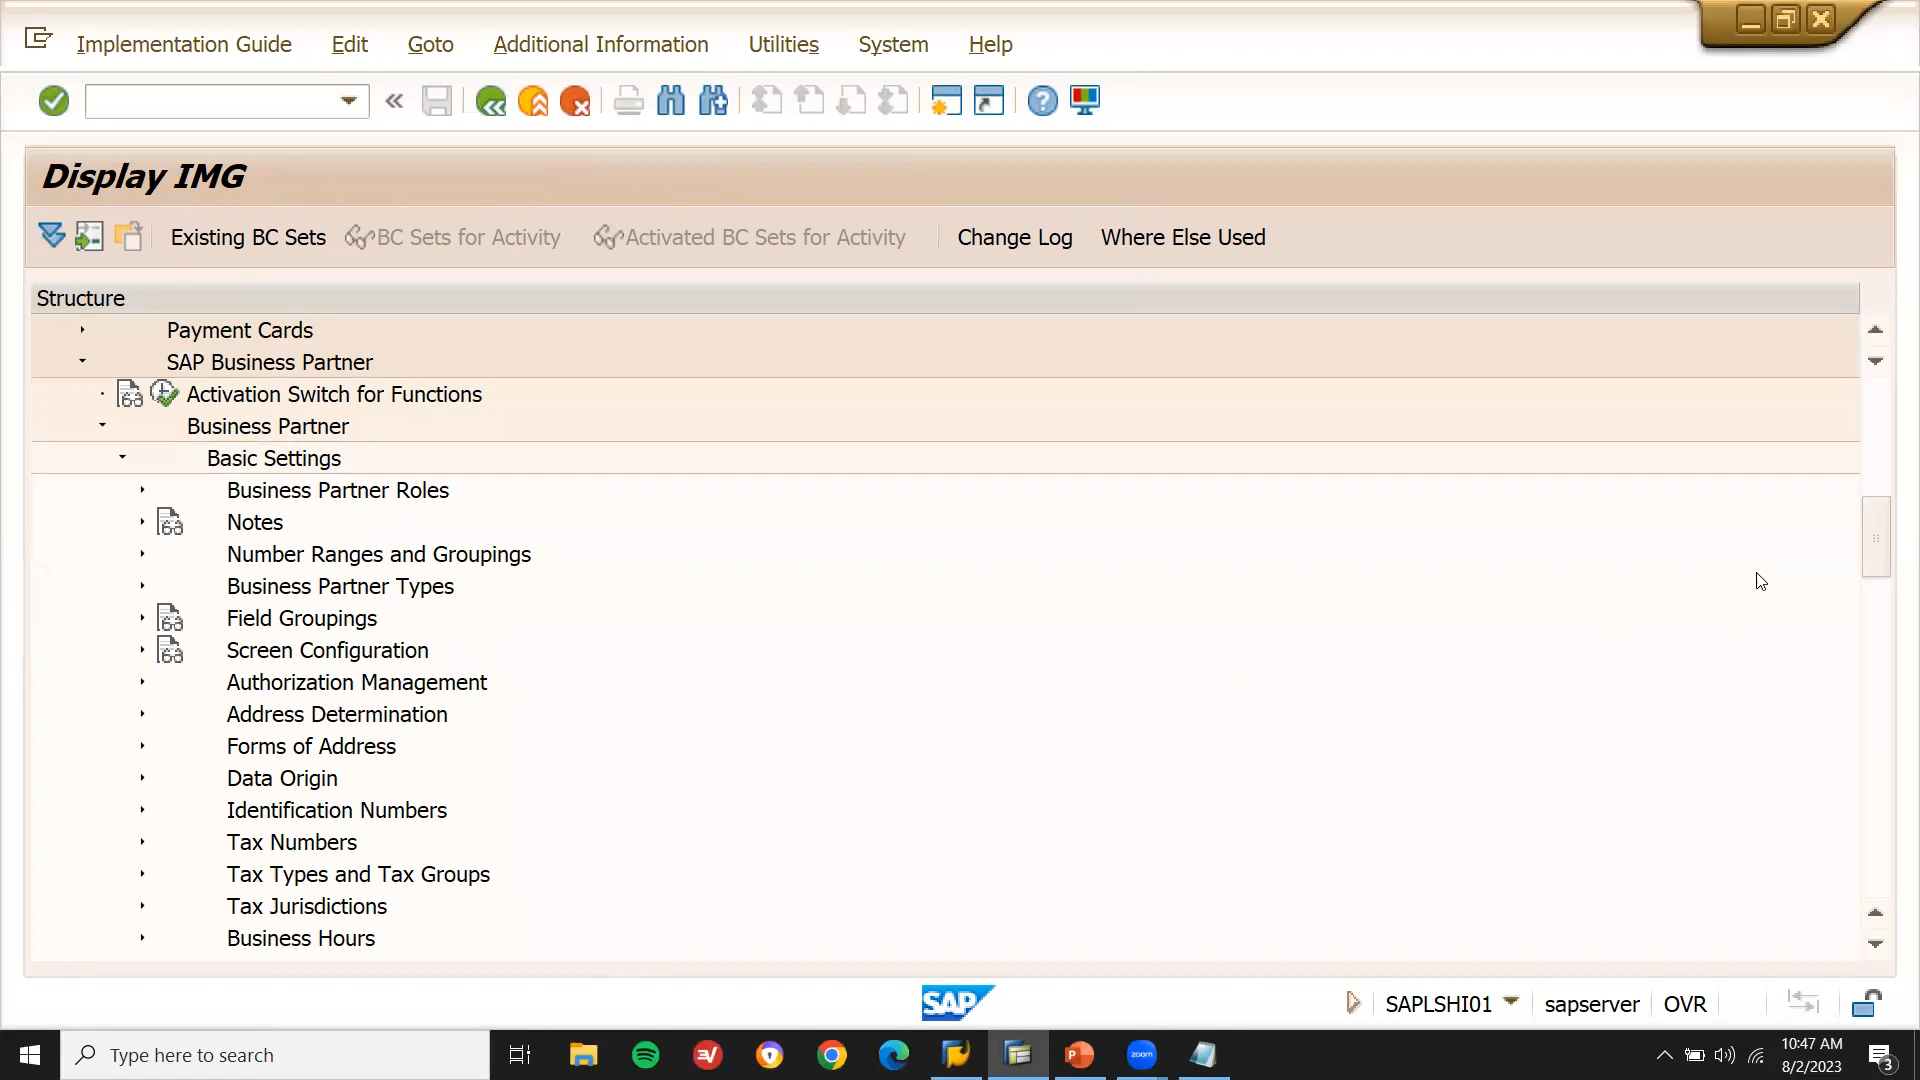 Implementation Guide Edit Goto Additional Information Utilities System Help
Display IMG
Existing BC Sets BC Sets for Activity Activated BC Sets for Activity Change Log Where Else Used
Structure
Payment Cards
SAP Business Partner
Activation Switch for Functions
Business Partner
Basic Settings
Business Partner Roles
Notes
Number Ranges and Groupings
Business Partner Types
Field Groupings
Screen Configuration
Authorization Management
Address Determination
Forms of Address
Data Origin
Identification Numbers
Tax Numbers
Tax Types and Tax Groups
Tax Jurisdictions
Business Hours
SAP SAPLSHI01 sapserver OVR
Type here to search
zoom
10:47 AM
8/2/2023
3